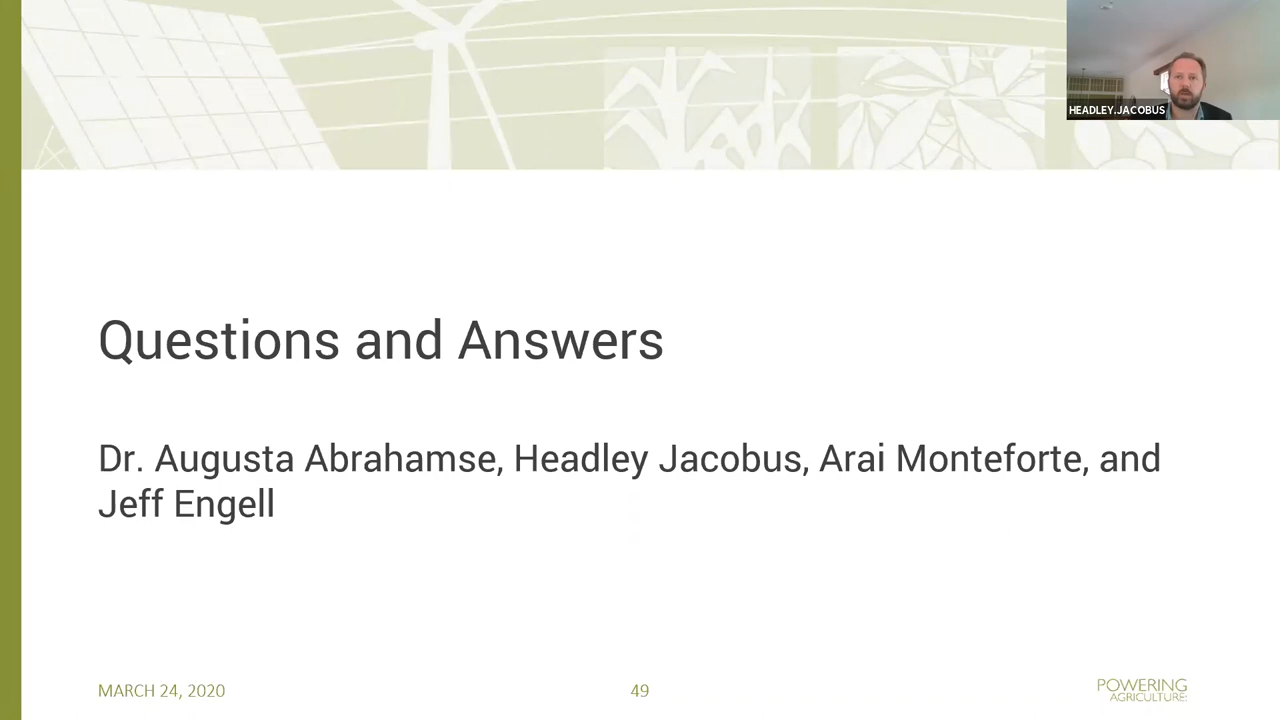 HEADLEY.JACOBUS
Questions and Answers
Dr. Augusta Abrahamse, Headley Jacobus, Arai Monteforte, and
Jeff Engell
MARCH 24, 2020
49
POWERING
AGRICULTURE: